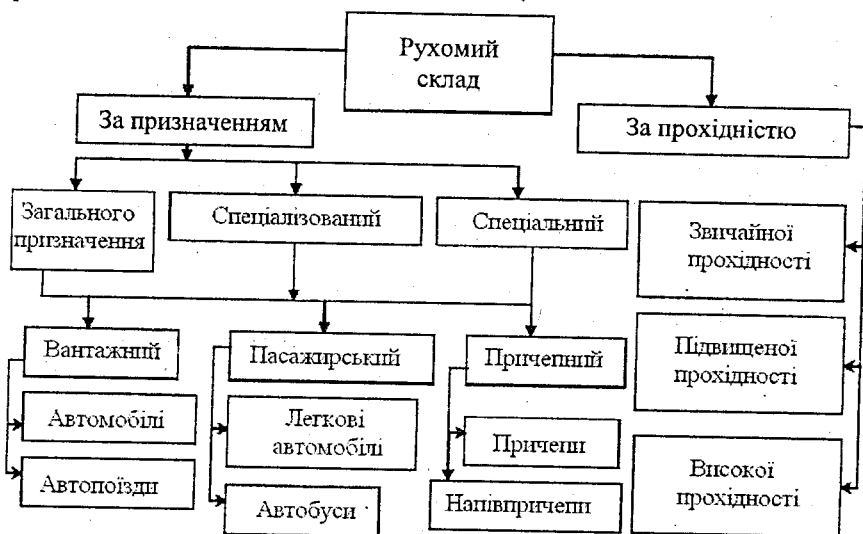 Рухомий
склад
За призначенням
За прохідністю
Загального
призначення
Спеціалізований
Спеціальний
Звичайної
прохідності
Вантажний
Пасажирський
Причепний
Підвищеної
прохідності
Автомобілі
Легкові
автомобілі
Причепи
Автопоїзди
Автобуси
Напівпричепи
Високої
прохідності